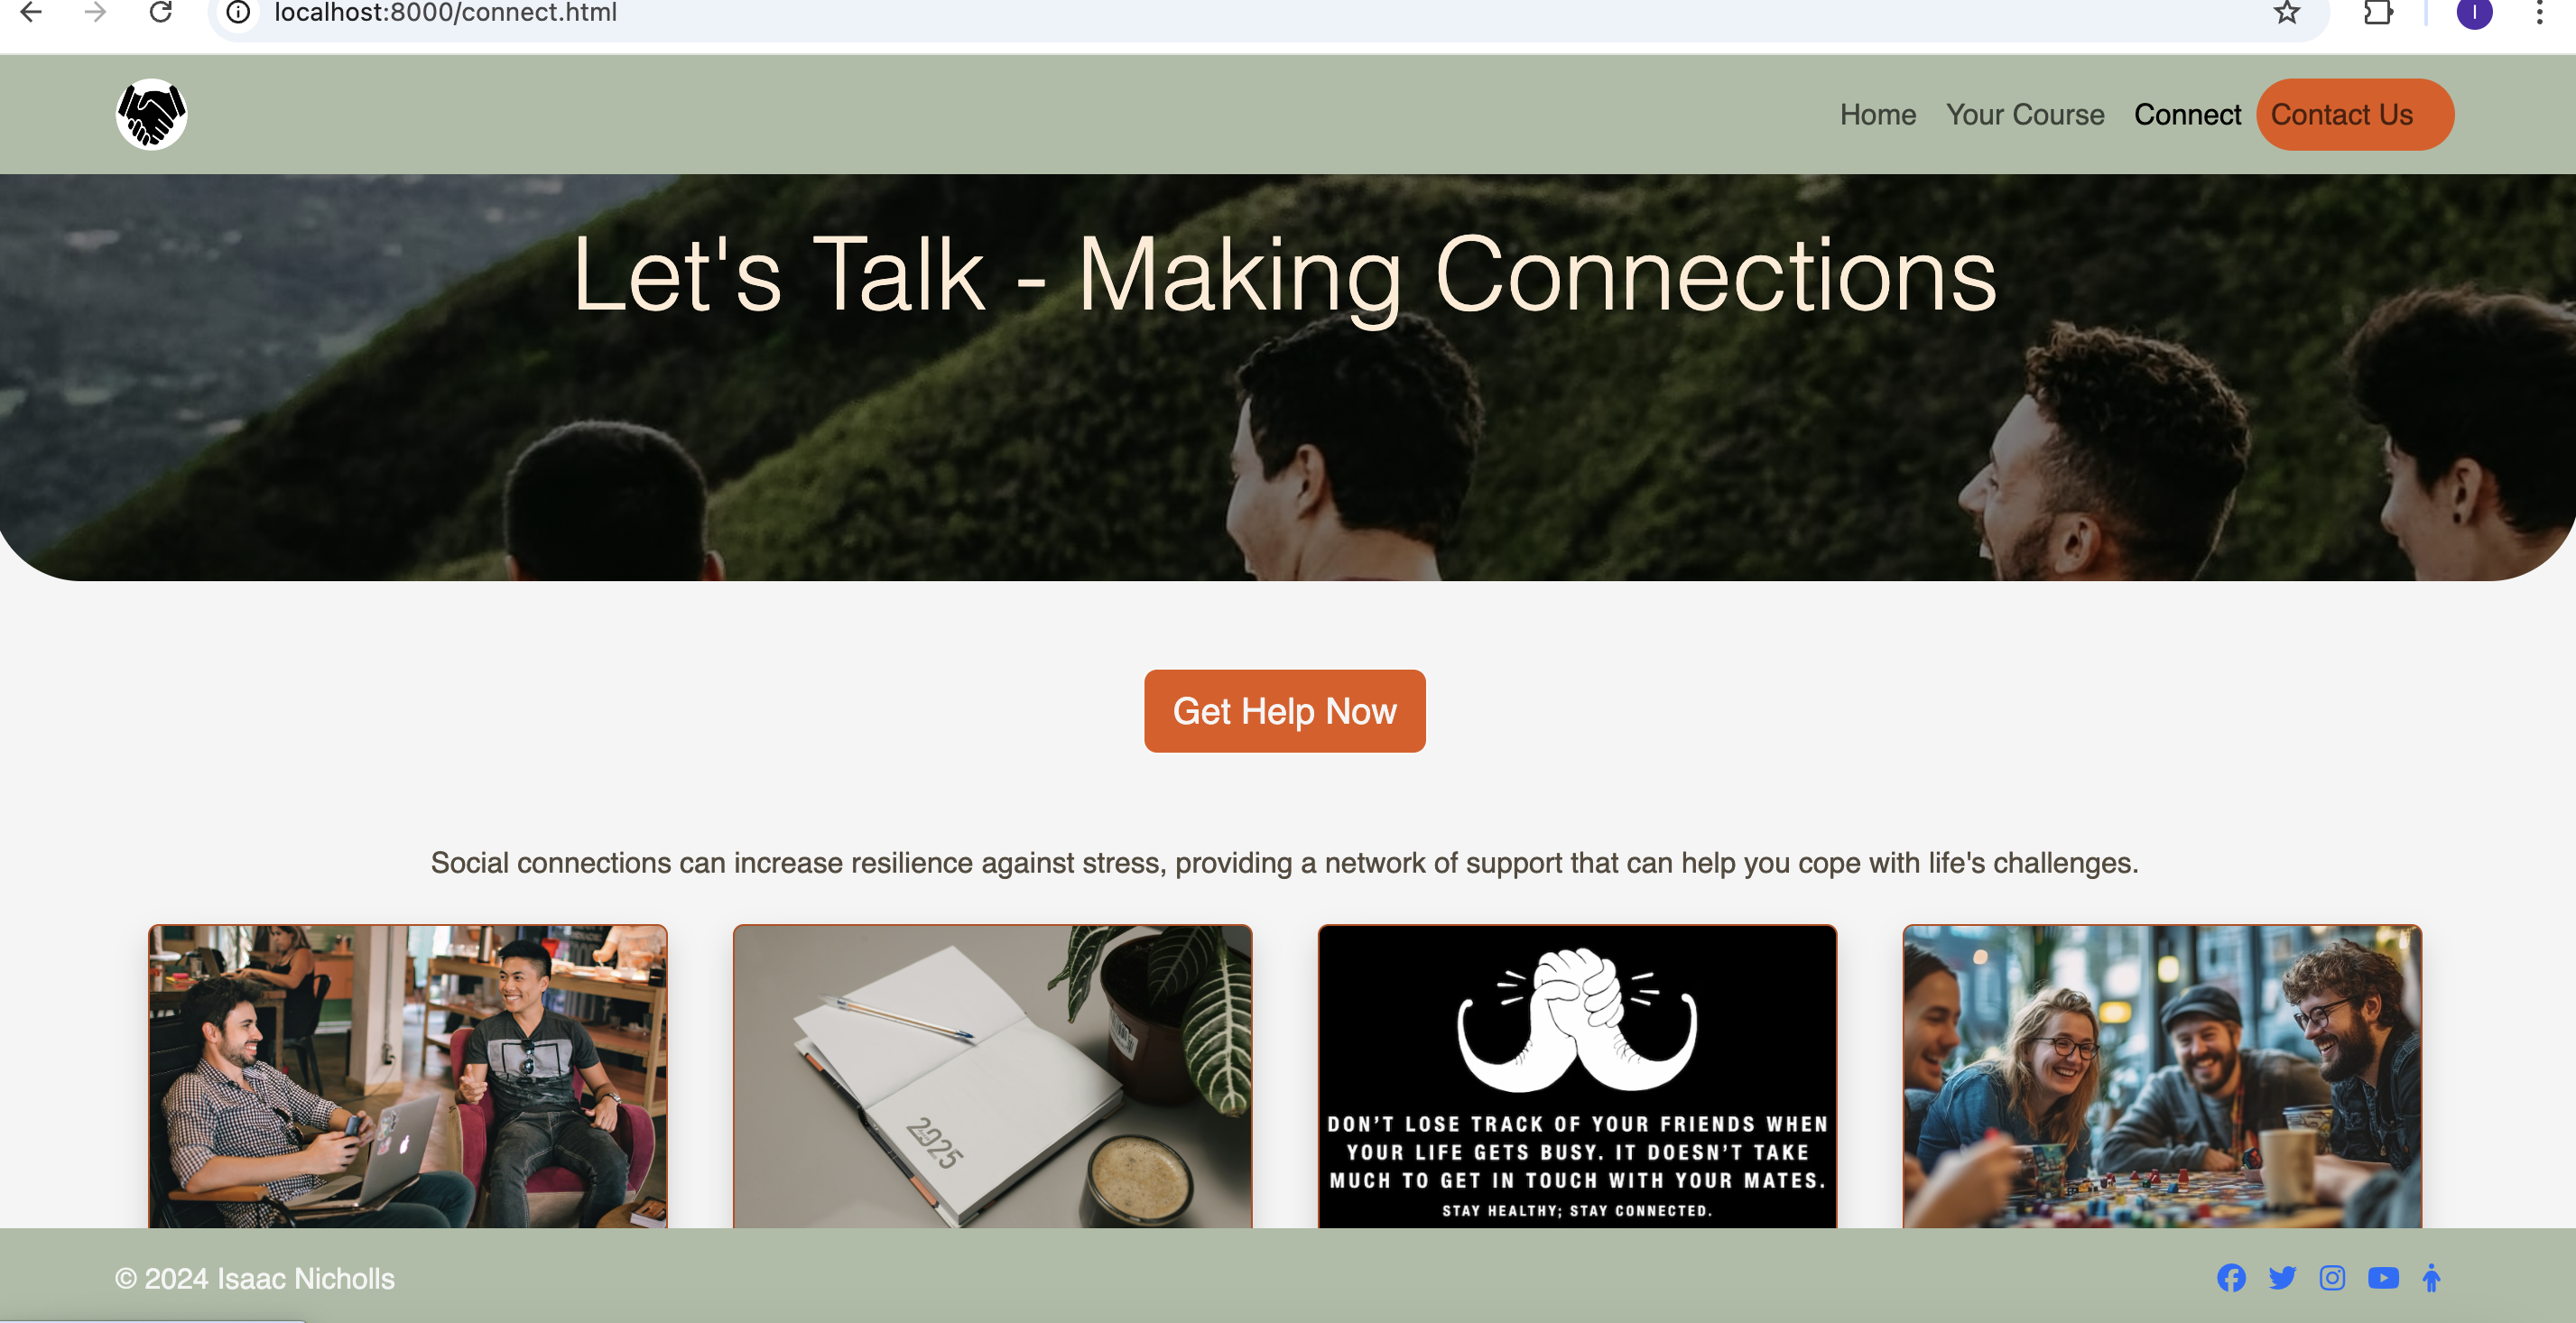 localhost:8000/connect.html
Home Your Course Connect Contact Us
Let's Talk - Making Connections
Get Help Now
Social connections can increase resilience against stress, providing a network of support that can help you cope with life's challenges.
2025
DON'T LOSE TRACK OF YOUR FRIENDS WHEN
YOUR LIFE GETS BUSY. IT DOESN'T TAKE
MUCH TO GET IN TOUCH WITH YOUR MATES.
STAY HEALTHY; STAY CONNECTED.
© 2024 Isaac Nicholls